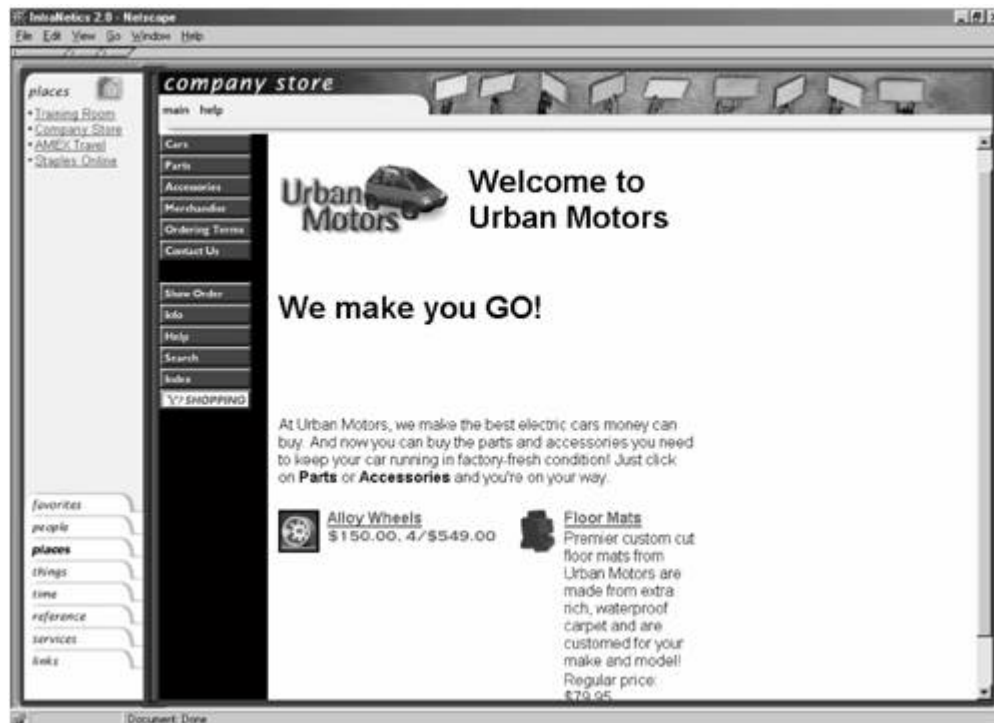 IntraNetics 2.0 - Netscape
File Edit View Go Window Help
places
• Training Room
• Company Store
• AMEX Travel
• Staples Online
favorites
people
places
things
time
reference
services
links
company store
main help
Cars
Parts
Accessories
Merchandise
Ordering Terms
Contact Us
Show Order
Info
Help
Search
Index
Y! SHOPPING
Urban
Motors
Welcome to
Urban Motors
We make you GO!
At Urban Motors, we make the best electric cars money can
buy. And now you can buy the parts and accessories you need
to keep your car running in factory-fresh condition! Just click
on Parts or Accessories and you're on your way.
Alloy Wheels
$150.00, 4/$549.00
Floor Mats
Premier custom cut
floor mats from
Urban Motors are
made from extra
rich, waterproof
carpet and are
customed for your
make and model!
Regular price:
$79.95
Document: Done